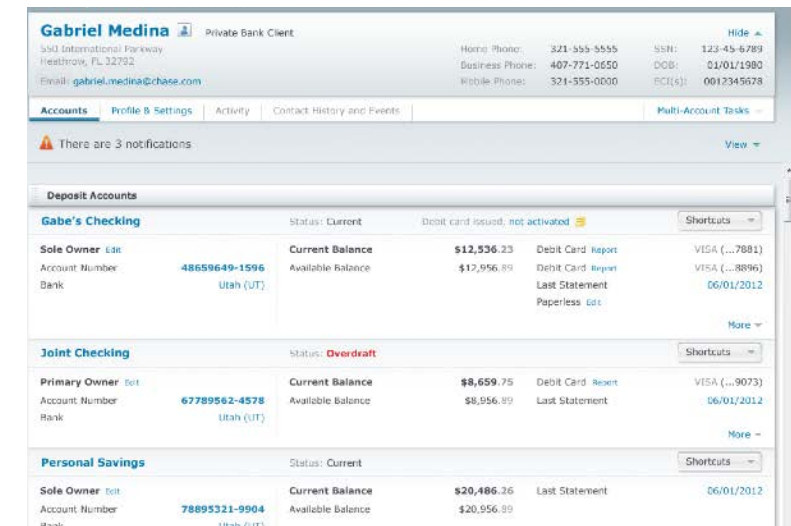 Gabriel Medina Private Bank Client Hide
550 International Parkway Home Phone: 321-555-5555 SSN: 123-45-6789
Heathrow, FL 32792 Business Phone: 407-771-0650 DOB: 01/01/1980
Email: gabriel.medina@chase.com Mobile Phone: 321-555-0000 ECI(s): 0012345678
Accounts Profile & Settings Activity Contact History and Events Multi-Account Tasks
There are 3 notifications View
Deposit Accounts
Gabe's Checking Status: Current Debit card issued, not activated Shortcuts
Sole Owner Edit Current Balance $12,536.23 Debit Card Report VISA (...7881)
Account Number 48659649-1596 Available Balance $12,956.89 Debit Card Report VISA (...8896)
Bank Utah (UT) Last Statement 06/01/2012
Paperless Edit
More
Joint Checking Status: Overdraft Shortcuts
Primary Owner Edit Current Balance $8,659.75 Debit Card Report VISA (...9073)
Account Number 67789562-4578 Available Balance $8,956.89 Last Statement 06/01/2012
Bank Utah (UT)
More
Personal Savings Status: Current Shortcuts
Sole Owner Edit Current Balance $20,486.26 Last Statement 06/01/2012
Account Number 78895321-9904 Available Balance $20,956.89
Bank Utah (UT)